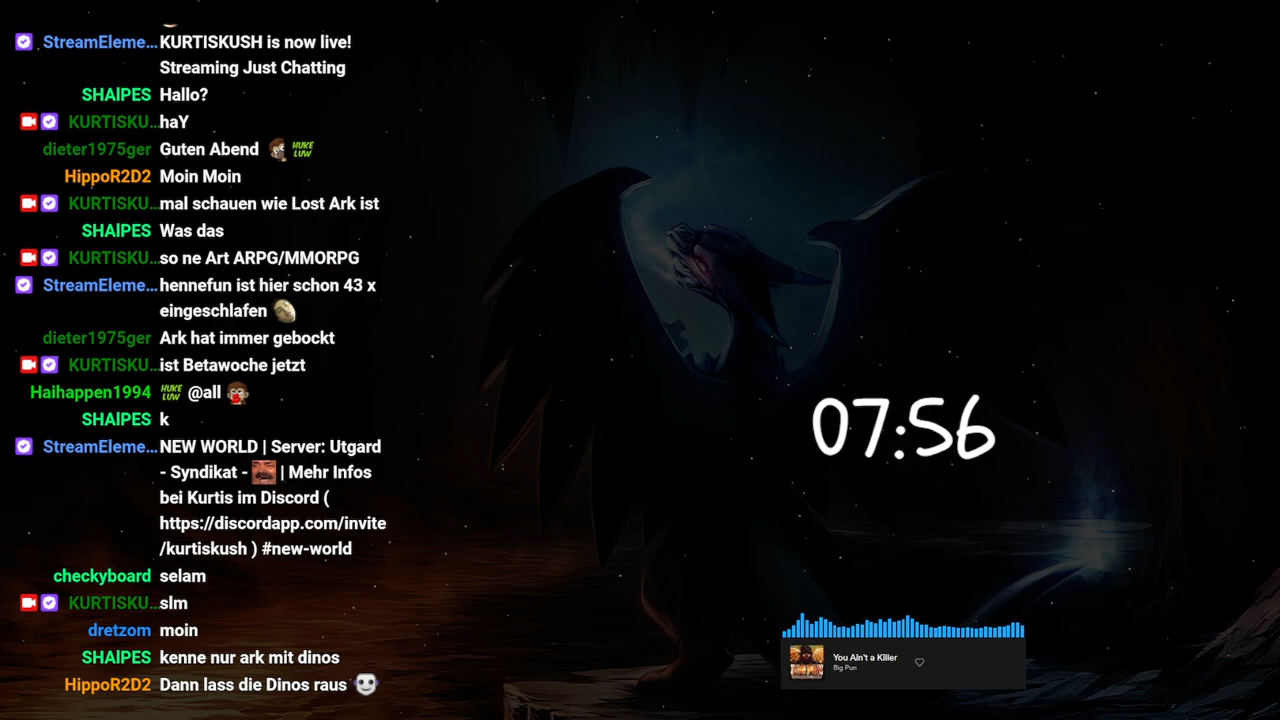 StreamEleme... KURTISKUSH is now live!
Streaming Just Chatting
SHAIPES Hallo?
KURTISKU... haY
dieter1975ger Guten Abend HUKE LUW
HippoR2D2 Moin Moin
KURTISKU... mal schauen wie Lost Ark ist
SHAIPES Was das
KURTISKU... so ne Art ARPG/MMORPG
StreamEleme... hennefun ist hier schon 43 x
eingeschlafen
dieter1975ger Ark hat immer gebockt
KURTISKU... ist Betawoche jetzt
Haihappen1994 HUKE LUW @all
SHAIPES k
StreamEleme... NEW WORLD | Server: Utgard
- Syndikat - | Mehr Infos
bei Kurtis im Discord (
https://discordapp.com/invite
/kurtiskush ) #new-world
checkyboard selam
KURTISKU... slm
dretzom moin
SHAIPES kenne nur ark mit dinos
HippoR2D2 Dann lass die Dinos raus
07:56
You Ain't a Killer
Big Pun